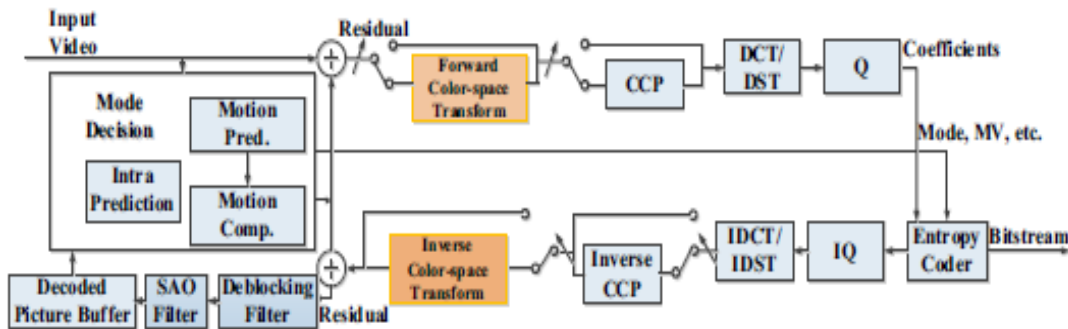 Input
Video
Residual
Forward
Color-space
Transform
CCP
DCT/
DST
Q
Coefficients
Mode
Decision
Motion
Pred.
Intra
Prediction
Motion
Comp.
Mode, MV, etc.
Inverse
Color-space
Transform
Inverse
CCP
IDCT/
IDST
IQ
Entropy
Coder
Bitstream
Decoded
Picture Buffer
SAO
Filter
Deblocking
Filter
Residual